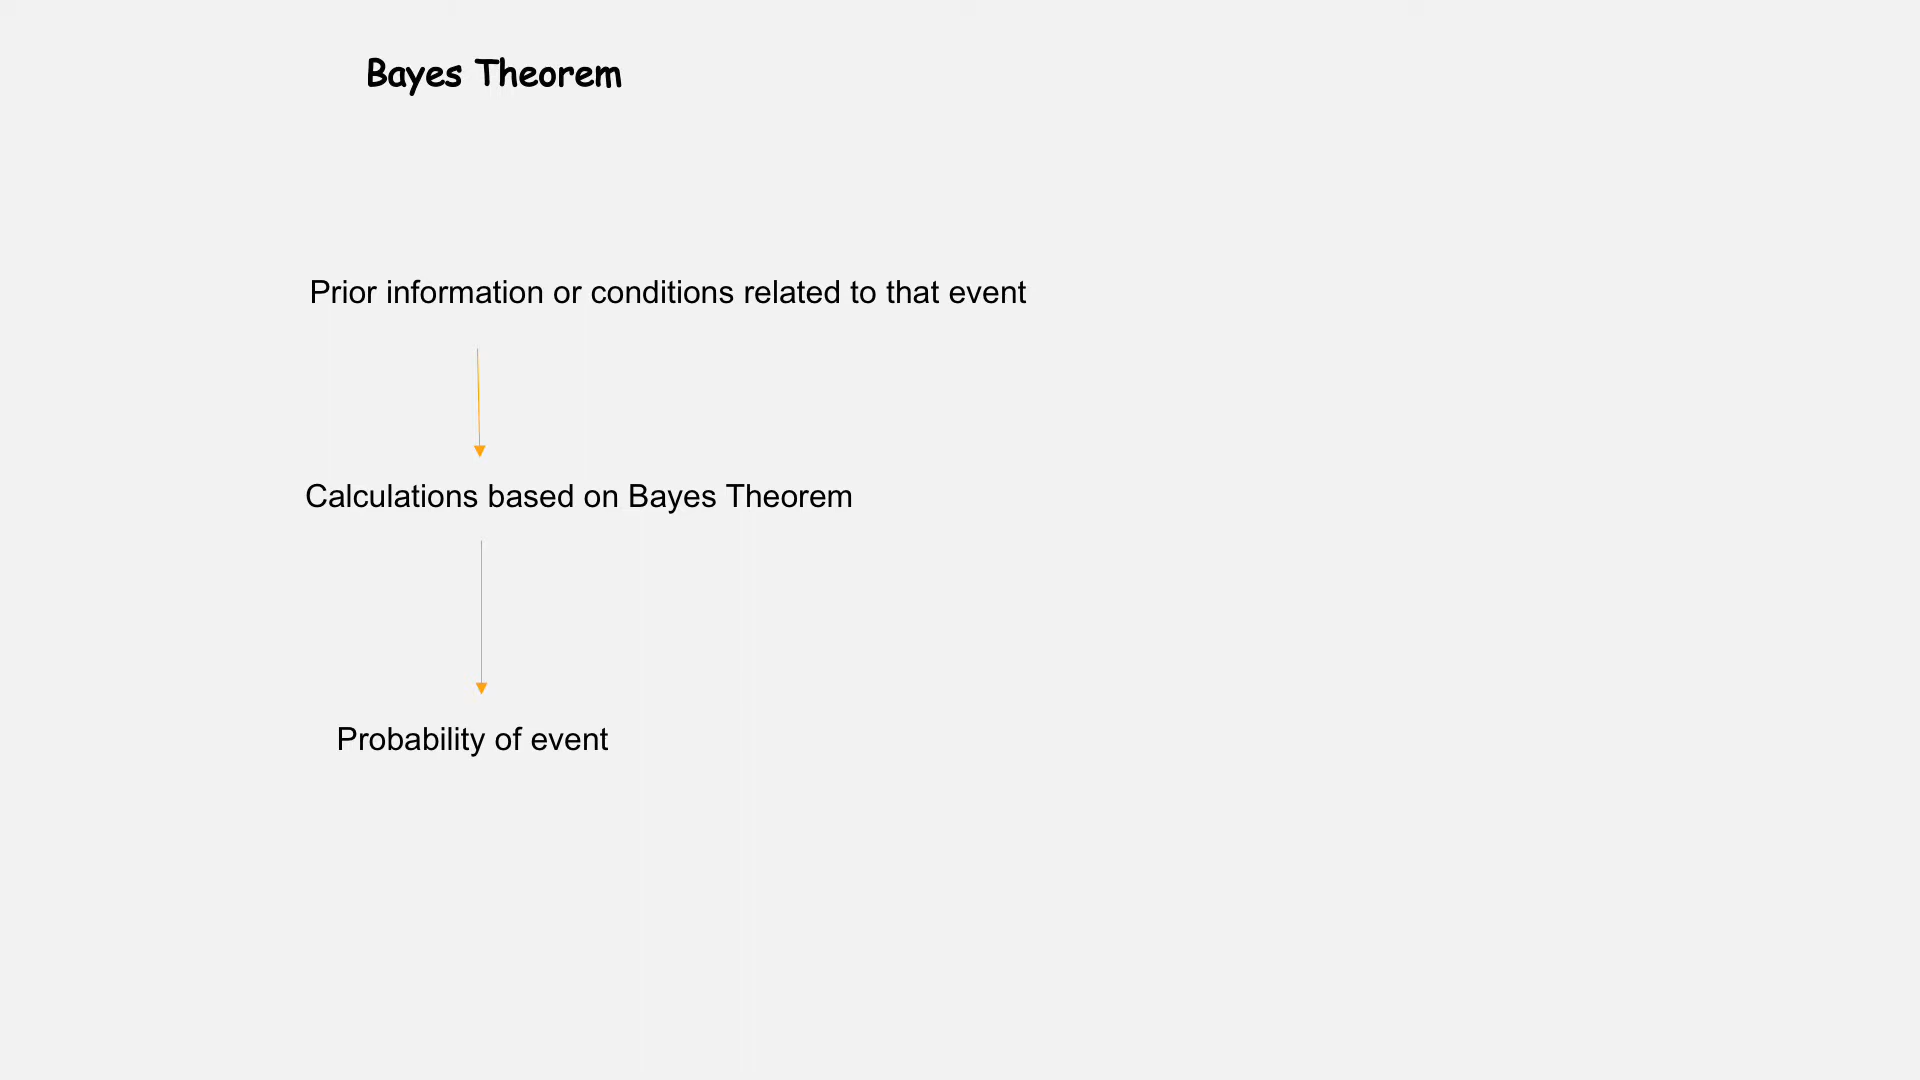 Bayes Theorem
Prior information or conditions related to that event
Calculations based on Bayes Theorem
Probability of event